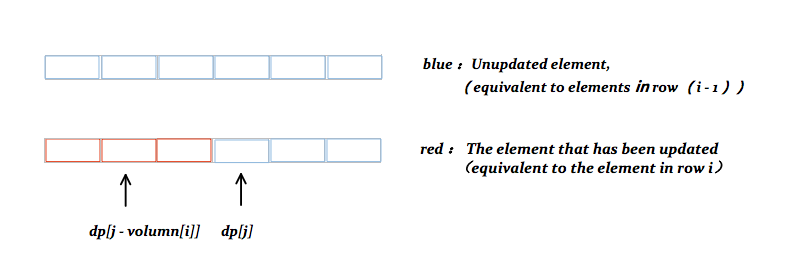 blue : Unupdated element,
( equivalent to elements in row ( i - 1 ) )
red : The element that has been updated
(equivalent to the element in row i)
dp[j - volumn[i]] dp[j]